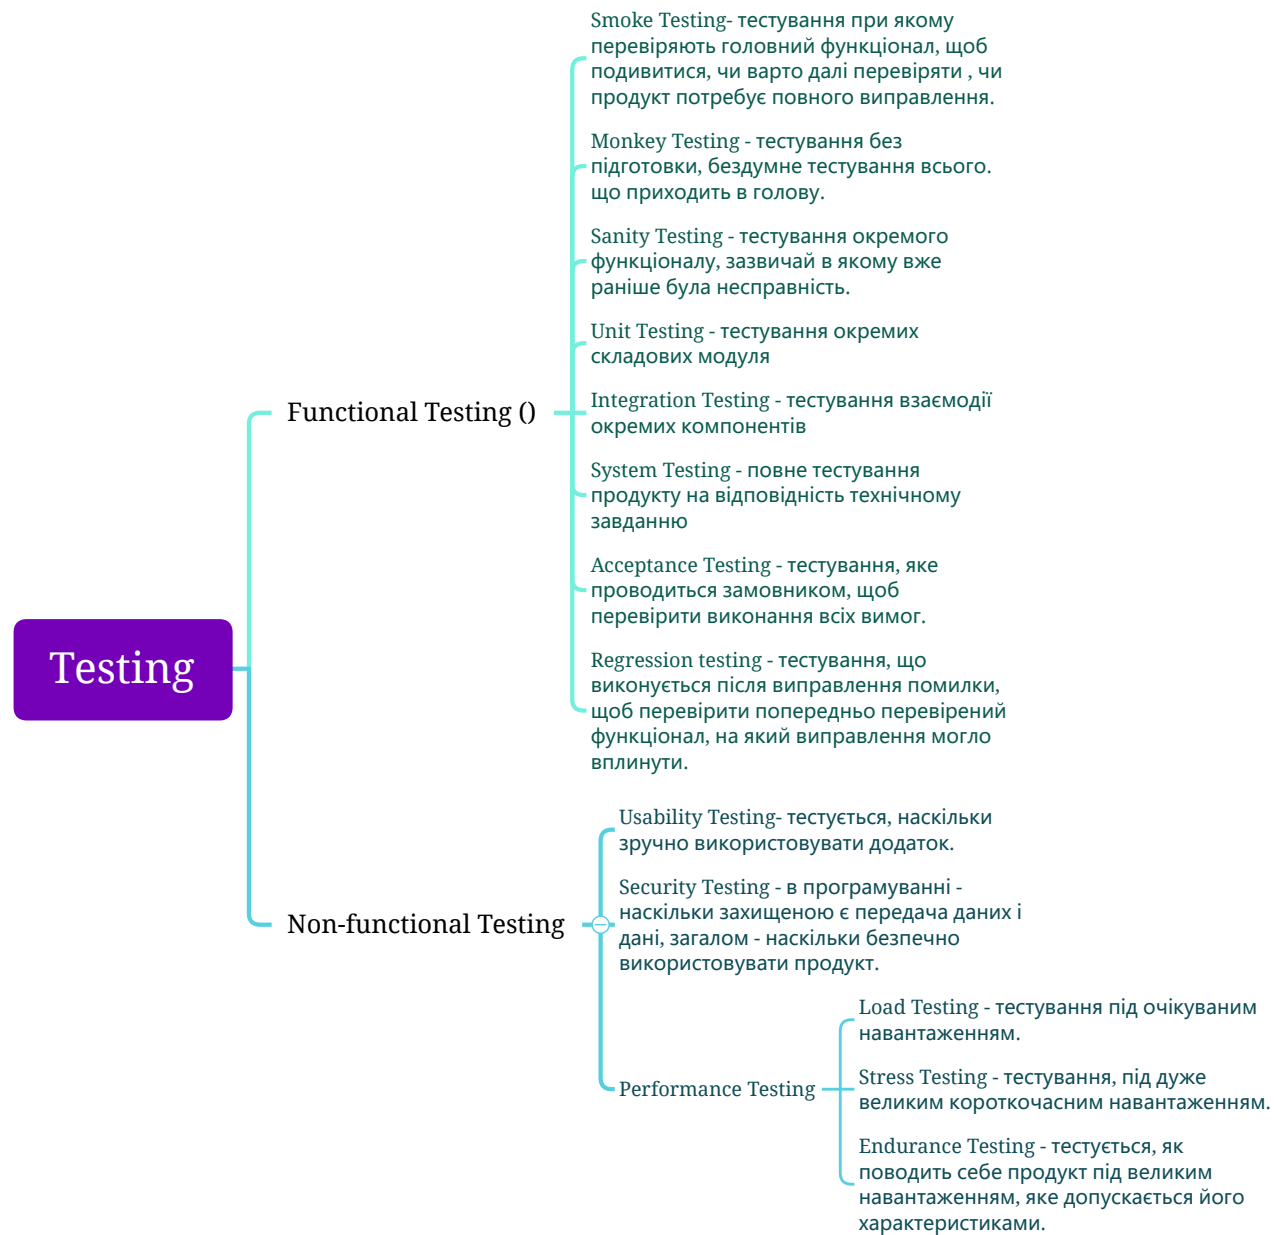 Smoke Testing- тестування при якому
перевіряють головний функціонал, щоб
подивитися, чи варто далі перевіряти , чи
продукт потребує повного виправлення.
Monkey Testing - тестування без
підготовки, бездумне тестування всього.
що приходить в голову.
Sanity Testing - тестування окремого
функціоналу, зазвичай в якому вже
раніше була несправність.
Unit Testing - тестування окремих
складових модуля
Functional Testing ()
Integration Testing - тестування взаємодії
окремих компонентів
System Testing - повне тестування
продукту на відповідність технічному
завданню
Acceptance Testing - тестування, яке
проводиться замовником, щоб
перевірити виконання всіх вимог.
Testing
Regression testing - тестування, що
виконується після виправлення помилки,
щоб перевірити попередньо перевірений
функціонал, на який виправлення могло
вплинути.
Usability Testing- тестується, наскільки
зручно використовувати додаток.
Non-functional Testing
Security Testing - в програмуванні -
наскільки захищеною є передача даних і
дані, загалом - наскільки безпечно
використовувати продукт.
Performance Testing
Load Testing - тестування під очікуваним
навантаженням.
Stress Testing - тестування, під дуже
великим короткочасним навантаженням.
Endurance Testing - тестується, як
поводить себе продукт під великим
навантаженням, яке допускається його
характеристиками.